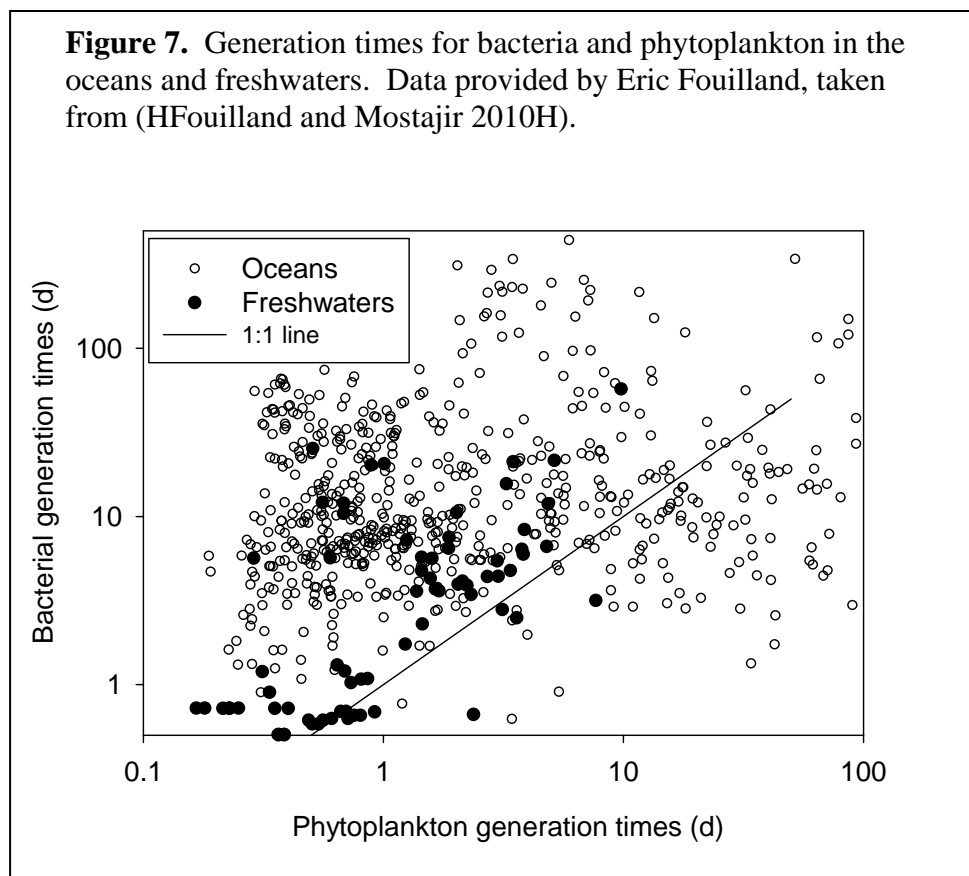 Figure 7.  Generation times for bacteria and phytoplankton in the
oceans and freshwaters.  Data provided by Eric Fouilland, taken
from (HFouilland and Mostajir 2010H).
Oceans
Freshwaters
1:1 line
Bacterial generation times (d)
100
10
1
0.1
1
10
100
Phytoplankton generation times (d)